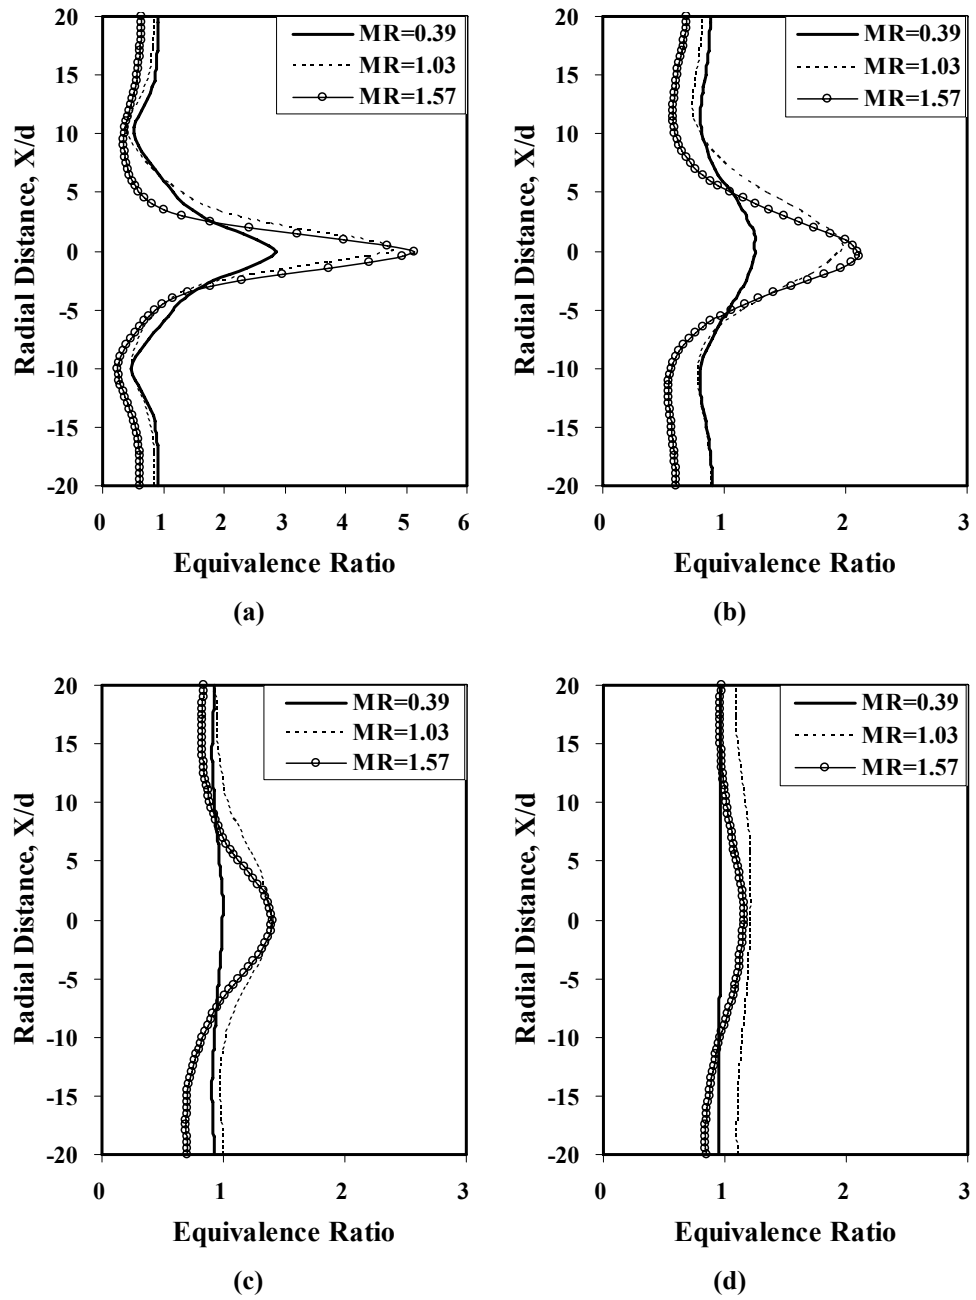 MR=0.39
MR=1.03
MR=1.57
Radial Distance, X/d
20
15
10
5
0
-5
-10
-15
-20
0 1 2 3 4 5 6
Equivalence Ratio
(a)
MR=0.39
MR=1.03
MR=1.57
Radial Distance, X/d
20
15
10
5
0
-5
-10
-15
-20
0 1 2 3
Equivalence Ratio
(b)
MR=0.39
MR=1.03
MR=1.57
Radial Distance, X/d
20
15
10
5
0
-5
-10
-15
-20
0 1 2 3
Equivalence Ratio
(c)
MR=0.39
MR=1.03
MR=1.57
Radial Distance, X/d
20
15
10
5
0
-5
-10
-15
-20
0 1 2 3
Equivalence Ratio
(d)